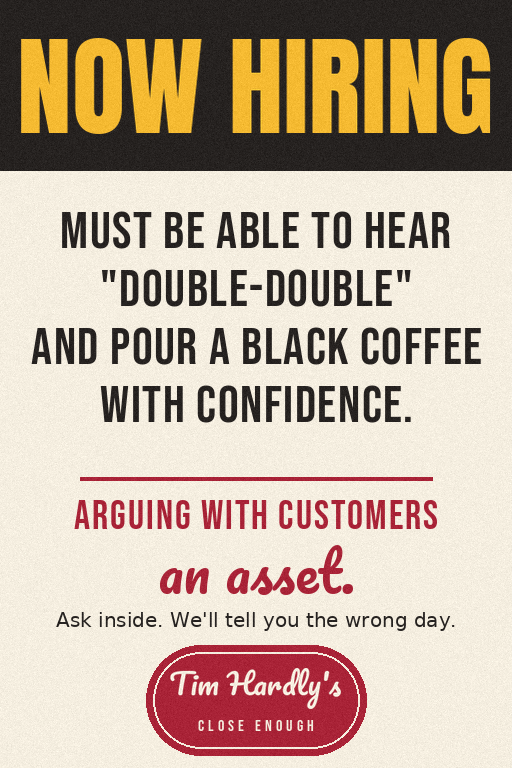 NOW HIRING
MUST BE ABLE TO HEAR
"DOUBLE-DOUBLE"
AND POUR A BLACK COFFEE
WITH CONFIDENCE.
ARGUING WITH CUSTOMERS
an asset.
Ask inside. We'll tell you the wrong day.
Tim Hardly's
CLOSE ENOUGH